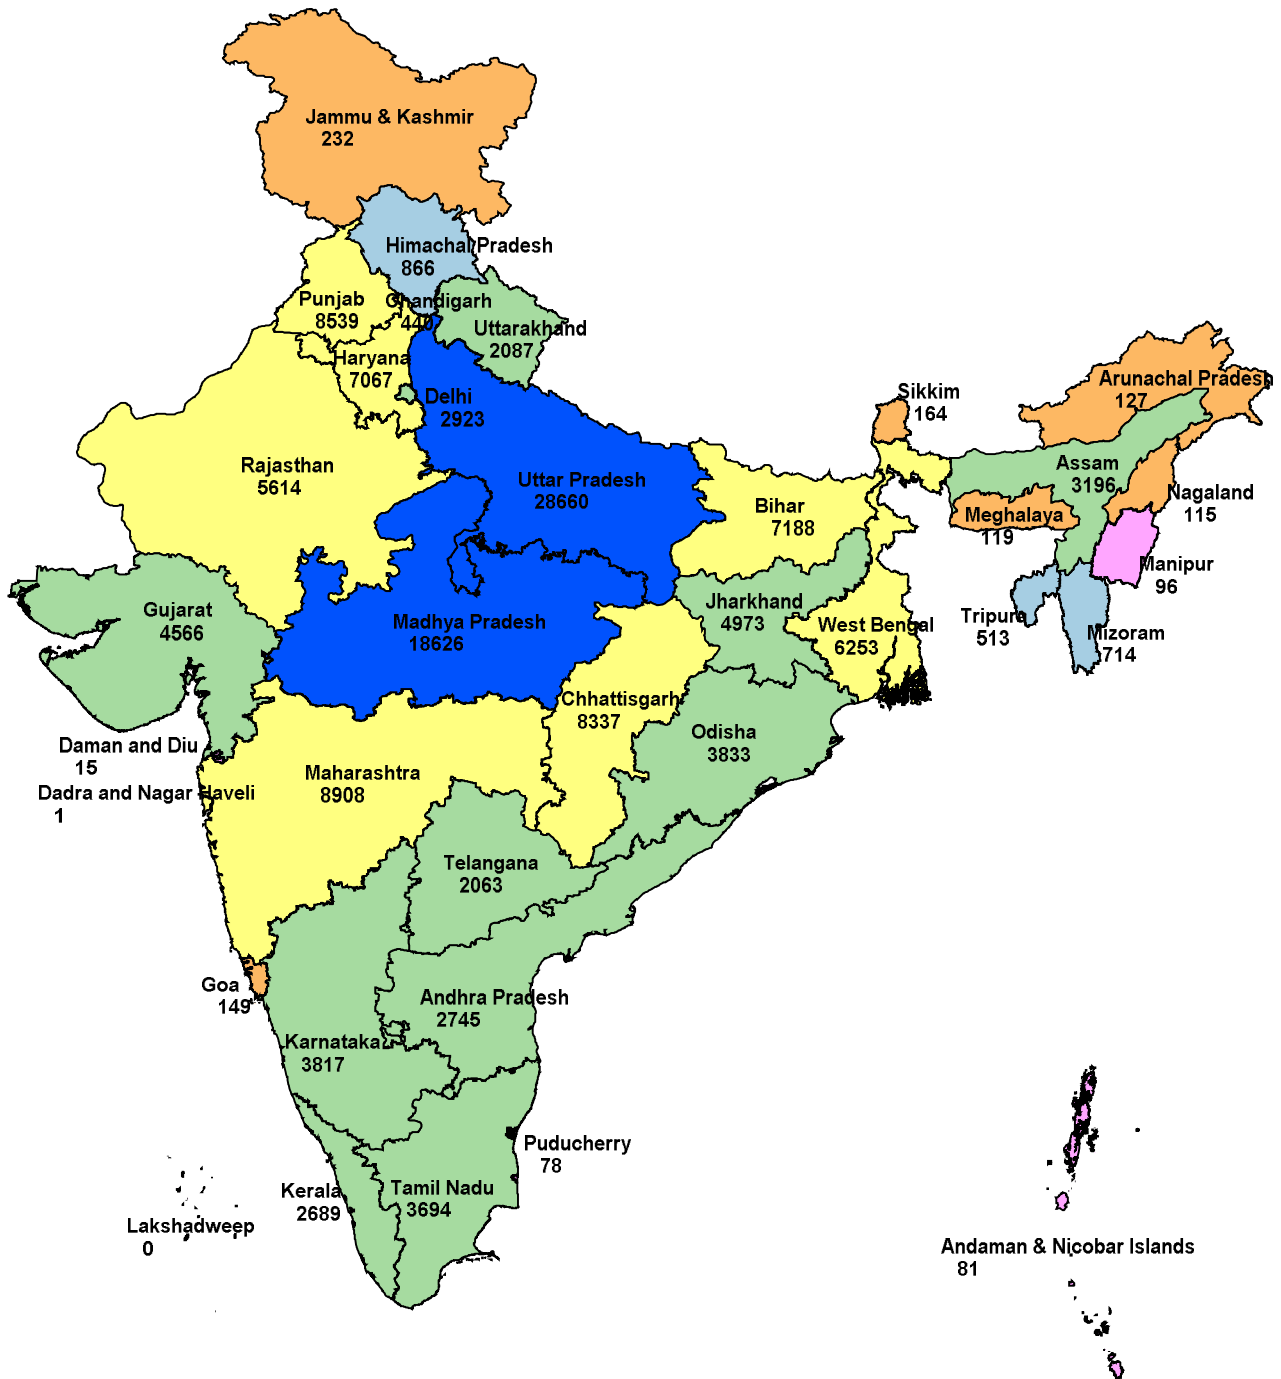 Jammu & Kashmir
232
Himachal Pradesh
866
Punjab
8539
Chandigarh
440
Uttarakhand
2087
Haryana
7067
Delhi
2923
Sikkim
164
Arunachal Pradesh
127
Rajasthan
5614
Uttar Pradesh
28660
Bihar
7188
Assam
3196
Nagaland
115
Meghalaya
119
Manipur
96
Gujarat
4566
Madhya Pradesh
18626
Jharkhand
4973
West Bengal
6253
Tripura
513
Mizoram
714
Chhattisgarh
8337
Odisha
3833
Daman and Diu
15
Dadra and Nagar Haveli
1
Maharashtra
8908
Telangana
2063
Goa
149
Andhra Pradesh
2745
Karnataka
3817
Puducherry
78
Kerala
2689
Tamil Nadu
3694
Lakshadweep
0
Andaman & Nicobar Islands
81